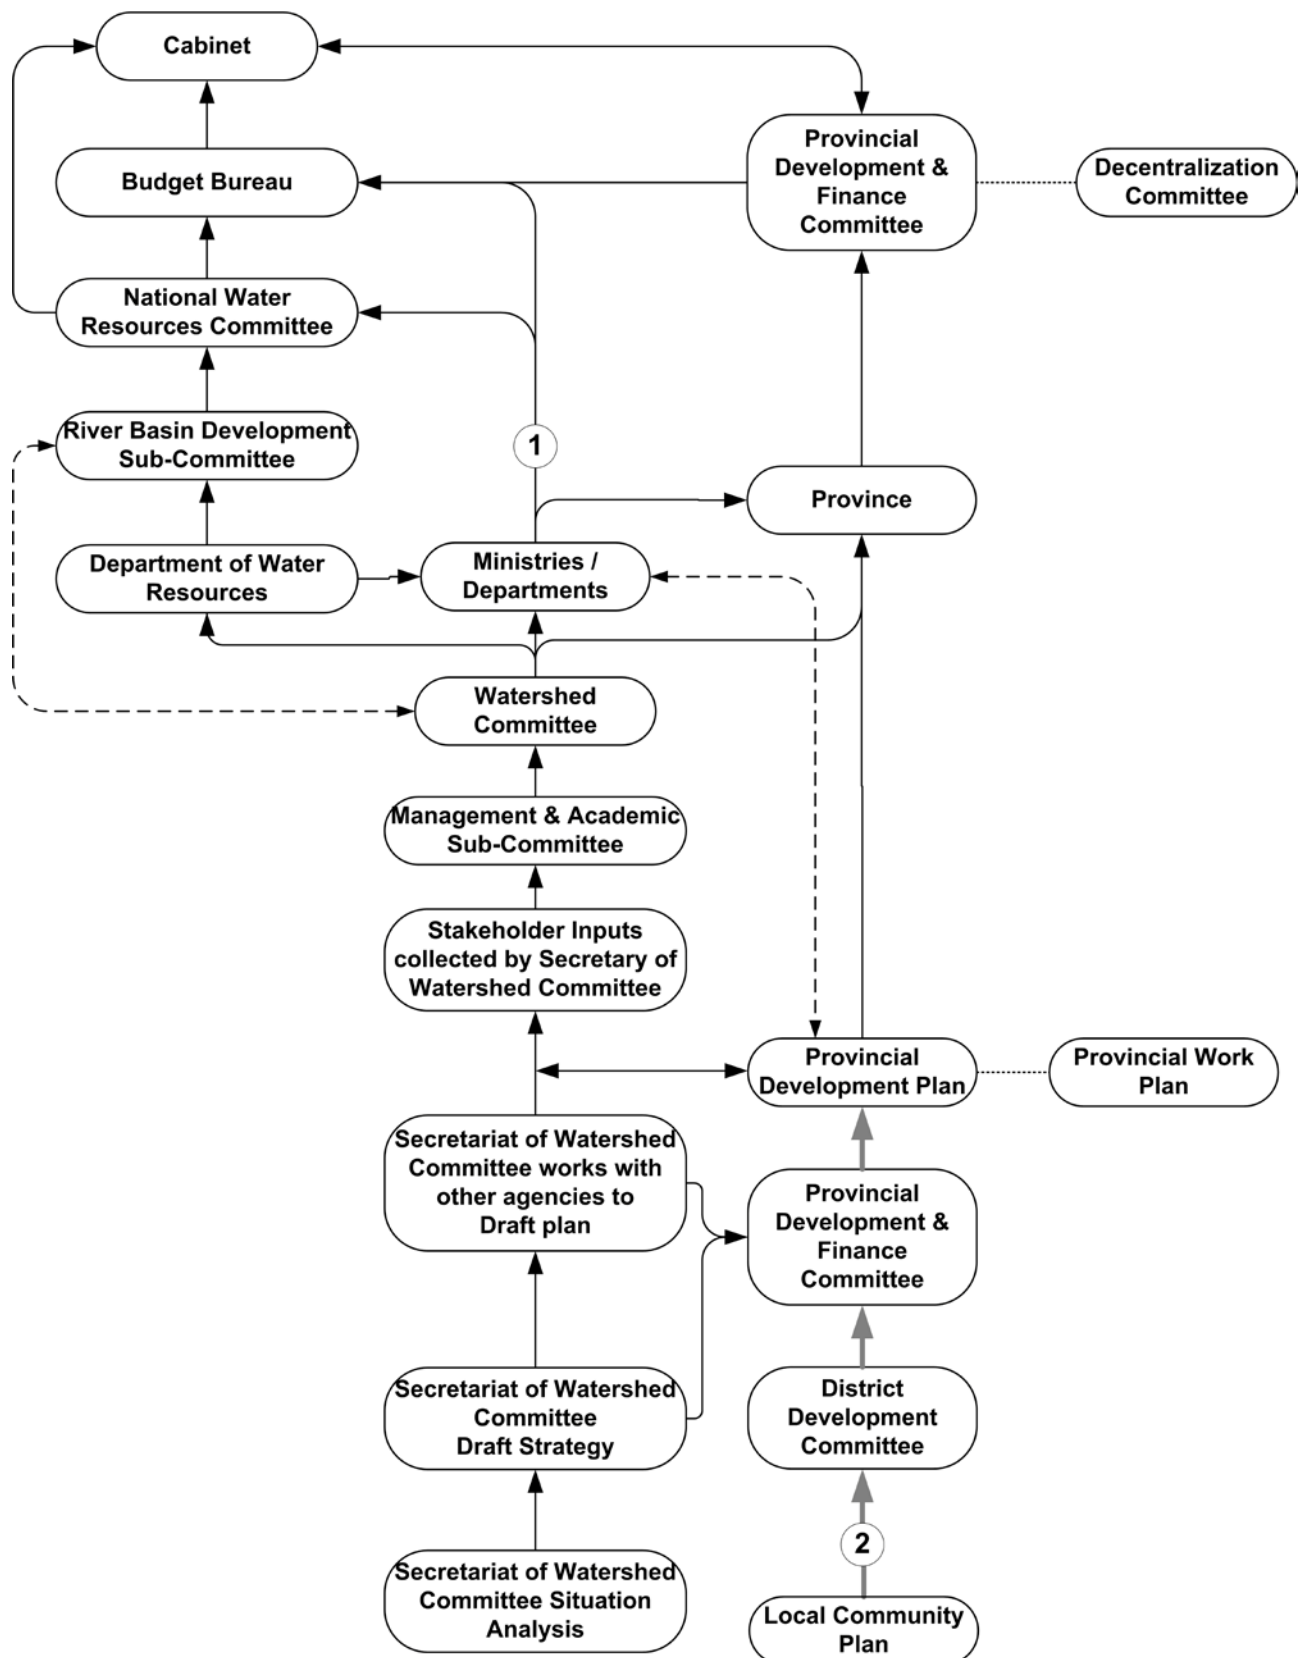 Cabinet
Provincial
Development &
Finance
Committee
Decentralization
Committee
Budget Bureau
National Water
Resources Committee
River Basin Development
Sub-Committee
1
Province
Department of Water
Resources
Ministries /
Departments
Watershed
Committee
Management & Academic
Sub-Committee
Stakeholder Inputs
collected by Secretary of
Watershed Committee
Provincial
Development Plan
Provincial Work
Plan
Secretariat of Watershed
Committee works with
other agencies to
Draft plan
Provincial
Development &
Finance
Committee
Secretariat of Watershed
Committee
Draft Strategy
District
Development
Committee
2
Secretariat of Watershed
Committee Situation
Analysis
Local Community
Plan